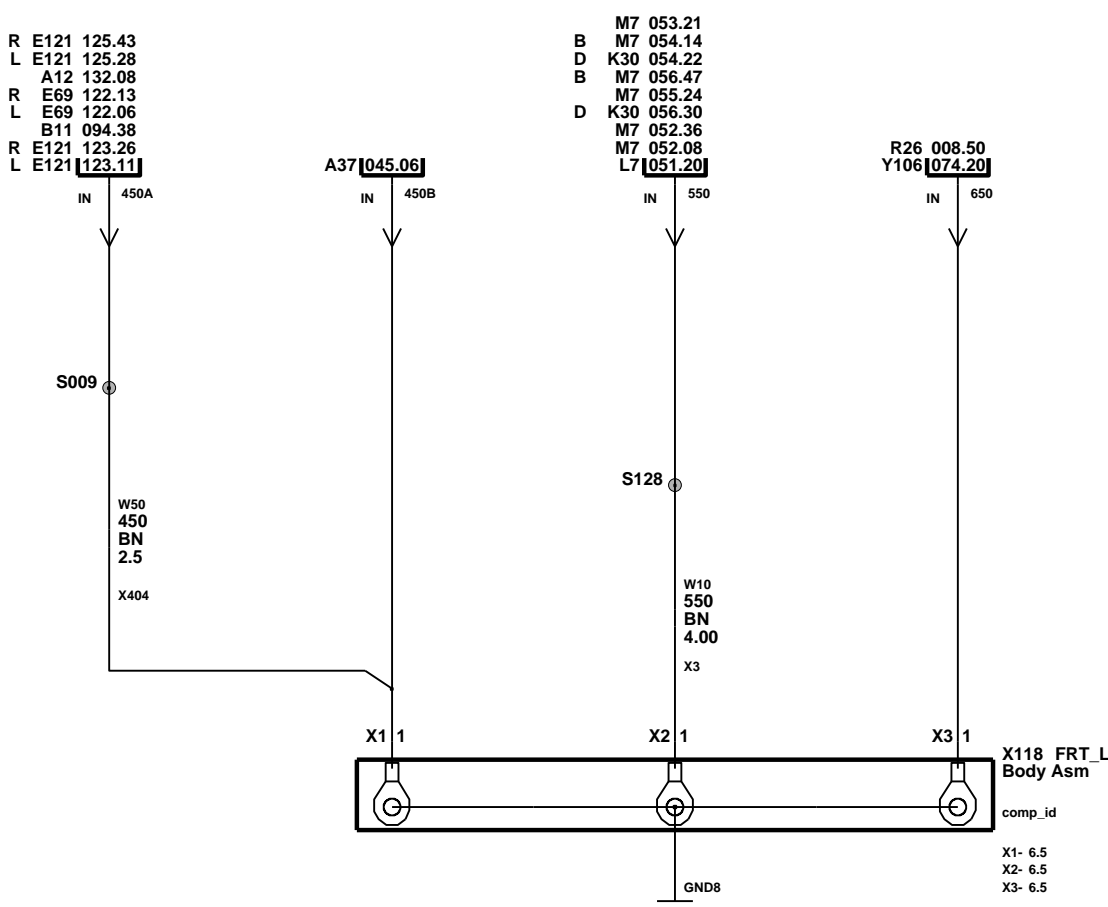 R E121 125.43
L E121 125.28
A12 132.08
R E69 122.13
L E69 122.06
B11 094.38
R E121 123.26
L E121 123.11
IN 450A
A37 045.06
IN 450B
M7 053.21
B M7 054.14
D K30 054.22
B M7 056.47
M7 055.24
D K30 056.30
M7 052.36
M7 052.08
L7 051.20
IN 550
R26 008.50
Y106 074.20
IN 650
S009
W50
450
BN
2.5
X404
S128
W10
550
BN
4.00
X3
X1 1
X2 1
X3 1
X118 FRT_L
Body Asm
comp_id
X1- 6.5
X2- 6.5
X3- 6.5
GND8